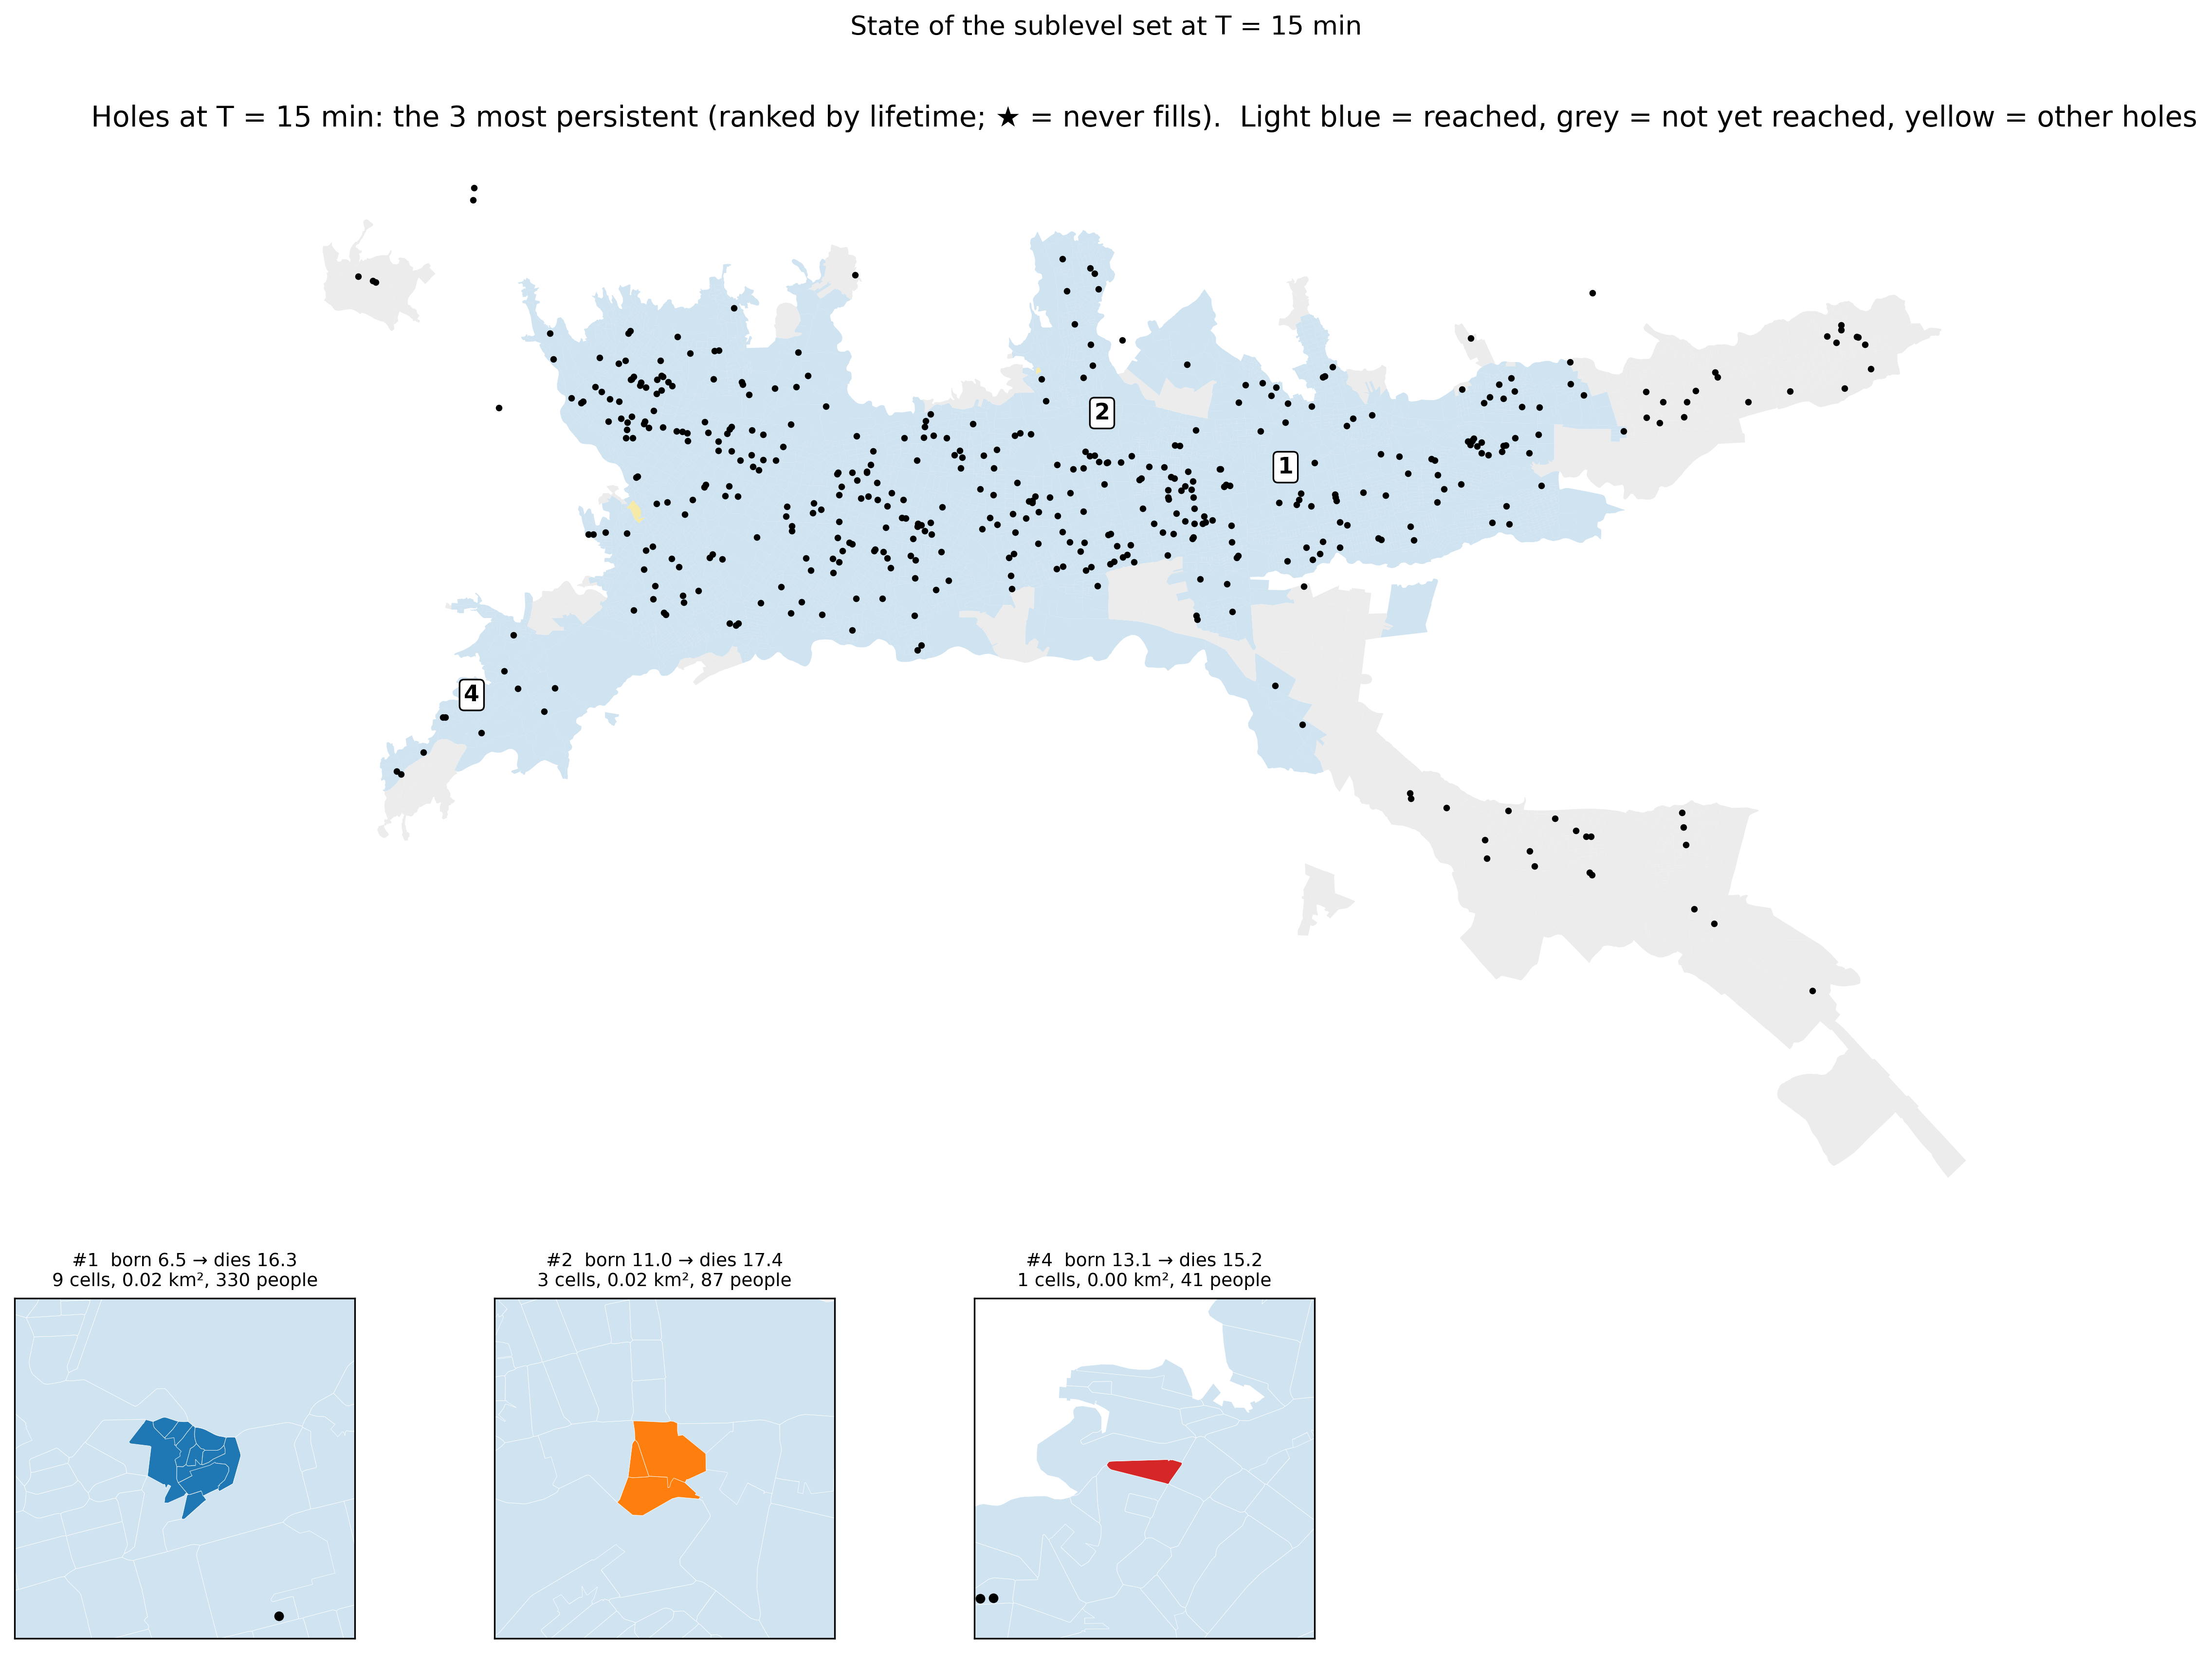 State of the sublevel set at T = 15 min
Holes at T = 15 min: the 3 most persistent (ranked by lifetime; ★ = never fills).  Light blue = reached, grey = not yet reached, yellow = other holes
2
1
4
#1  born 6.5 → dies 16.3
9 cells, 0.02 km², 330 people
#2  born 11.0 → dies 17.4
3 cells, 0.02 km², 87 people
#4  born 13.1 → dies 15.2
1 cells, 0.00 km², 41 people